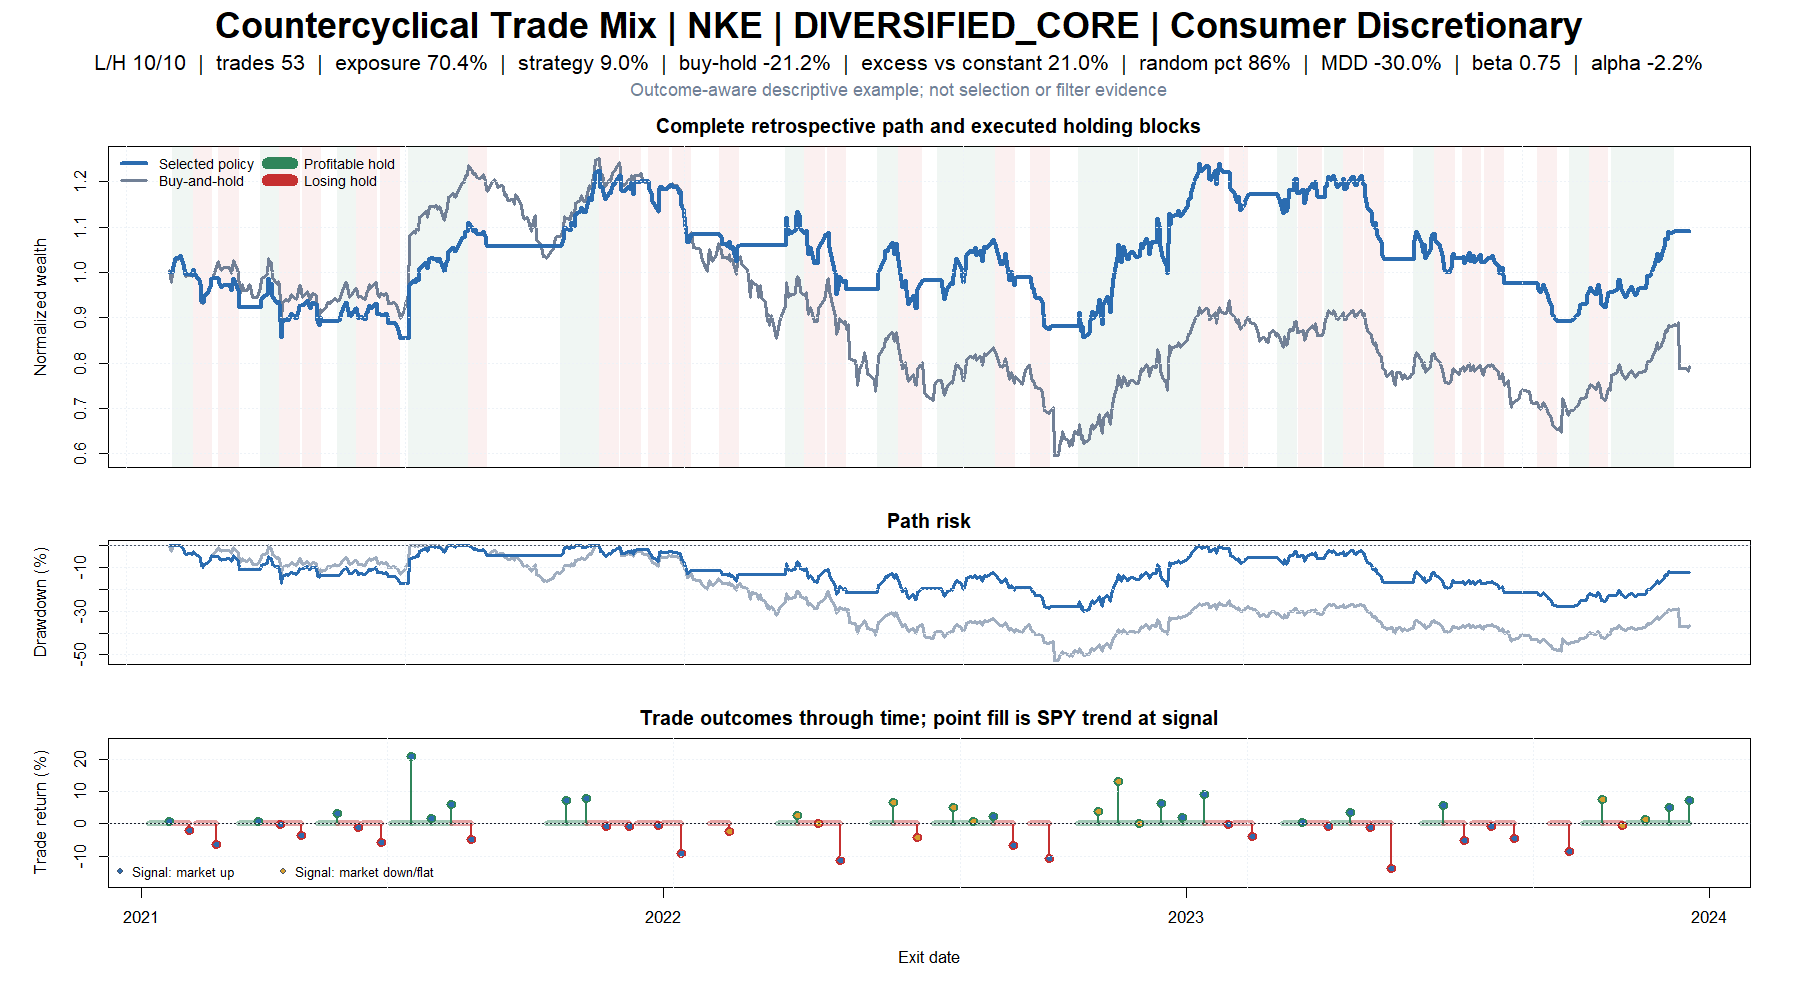 Countercyclical Trade Mix | NKE | DIVERSIFIED_CORE | Consumer Discretionary
L/H 10/10 | trades 53 | exposure 70.4% | strategy 9.0% | buy-hold -21.2% | excess vs constant 21.0% | random pct 86% | MDD -30.0% | beta 0.75 | alpha -2.2%
Outcome-aware descriptive example; not selection or filter evidence
Complete retrospective path and executed holding blocks
Selected policy
Profitable hold
Buy-and-hold
Losing hold
Normalized wealth
1.2
1.1
1.0
0.9
0.8
0.7
0.6
Path risk
Drawdown (%)
-10
-30
-50
Trade outcomes through time; point fill is SPY trend at signal
Trade return (%)
20
10
0
-10
Signal: market up
Signal: market down/flat
2021
2022
2023
2024
Exit date